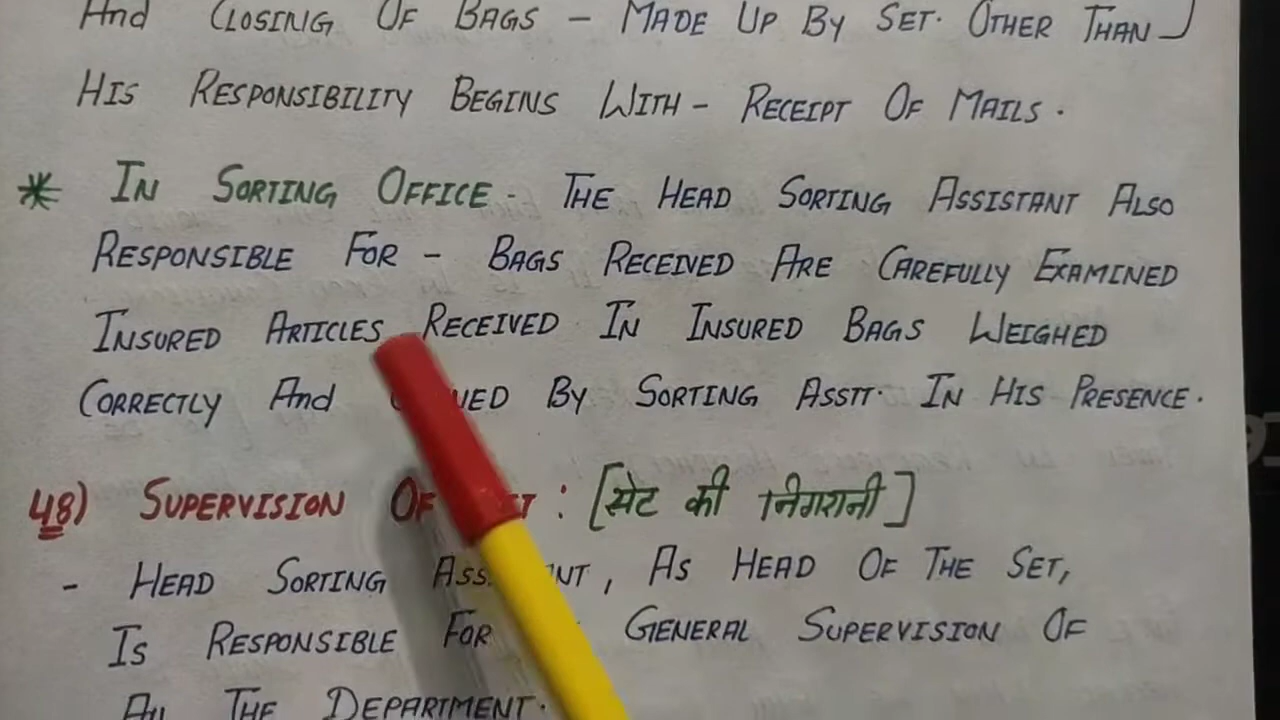 And CLOSING OF BAGS - MADE UP BY SET. OTHER THAN
HIS RESPONSIBILITY BEGINS WITH - RECEIPT OF MAILS.
* IN SORTING OFFICE - THE HEAD SORTING ASSISTANT ALSO
RESPONSIBLE FOR - BAGS RECEIVED ARE CAREFULLY EXAMINED
INSURED ARTICLES RECEIVED IN INSURED BAGS WEIGHED
CORRECTLY And BY SORTING ASSTT. IN HIS PRESENCE.
48) SUPERVISION OF : [सेट की निगरानी]
- HEAD SORTING , AS HEAD OF THE SET,
IS RESPONSIBLE FOR GENERAL SUPERVISION OF
All THE DEPARTMENT.